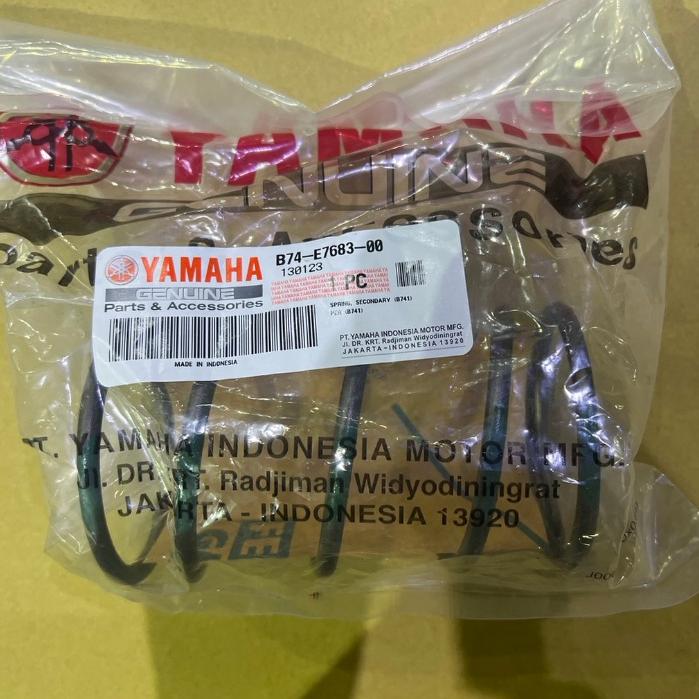 YAMAHA
GENUINE
Parts & Accessories
YAMAHA
GENUINE
Parts & Accessories
B74-E7683-00
130123
1 PC
SPRING, SECONDARY (B741)
MADE IN INDONESIA
PT. YAMAHA INDONESIA MOTOR MFG.
Jl. DR. KRT. Radjiman Widyodiningrat
JAKARTA-INDONESIA 13920
PT. YAMAHA INDONESIA MOTOR MFG.
Jl. DR. KRT. Radjiman Widyodiningrat
JAKARTA - INDONESIA 13920